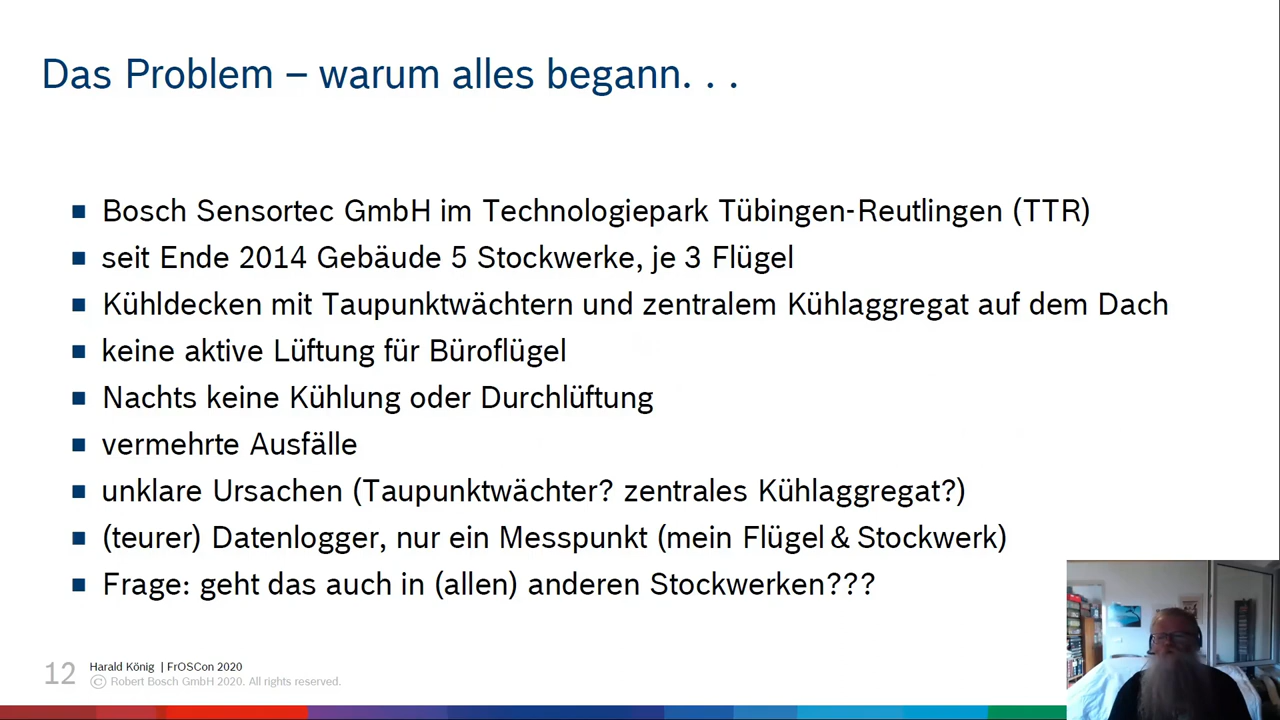 Das Problem – warum alles begann. . .
Bosch Sensortec GmbH im Technologiepark Tübingen-Reutlingen (TTR)
seit Ende 2014 Gebäude 5 Stockwerke, je 3 Flügel
Kühldecken mit Taupunktwächtern und zentralem Kühlaggregat auf dem Dach
keine aktive Lüftung für Büroflügel
Nachts keine Kühlung oder Durchlüftung
vermehrte Ausfälle
unklare Ursachen (Taupunktwächter? zentrales Kühlaggregat?)
(teurer) Datenlogger, nur ein Messpunkt (mein Flügel & Stockwerk)
Frage: geht das auch in (allen) anderen Stockwerken???
12 Harald König | FrOSCon 2020
© Robert Bosch GmbH 2020. All rights reserved.